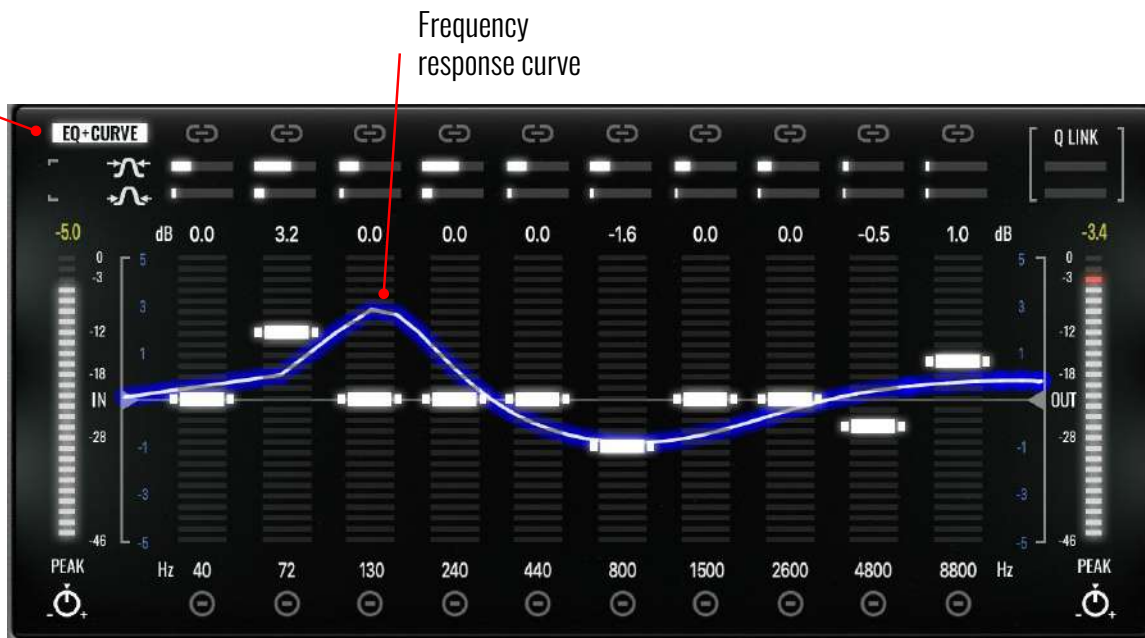 Frequency
response curve
EQ+CURVE
Q LINK
-5.0 dB 0.0 3.2 0.0 0.0 0.0 -1.6 0.0 0.0 -0.5 1.0 dB -3.4
0 5 5 0
-3 -3
3 3
-12 -12
1 1
-18 -18
IN OUT
-28 -28
-1 -1
-3 -3
-46 -5 -5 -46
PEAK Hz 40 72 130 240 440 800 1500 2600 4800 8800 Hz PEAK
- + - +